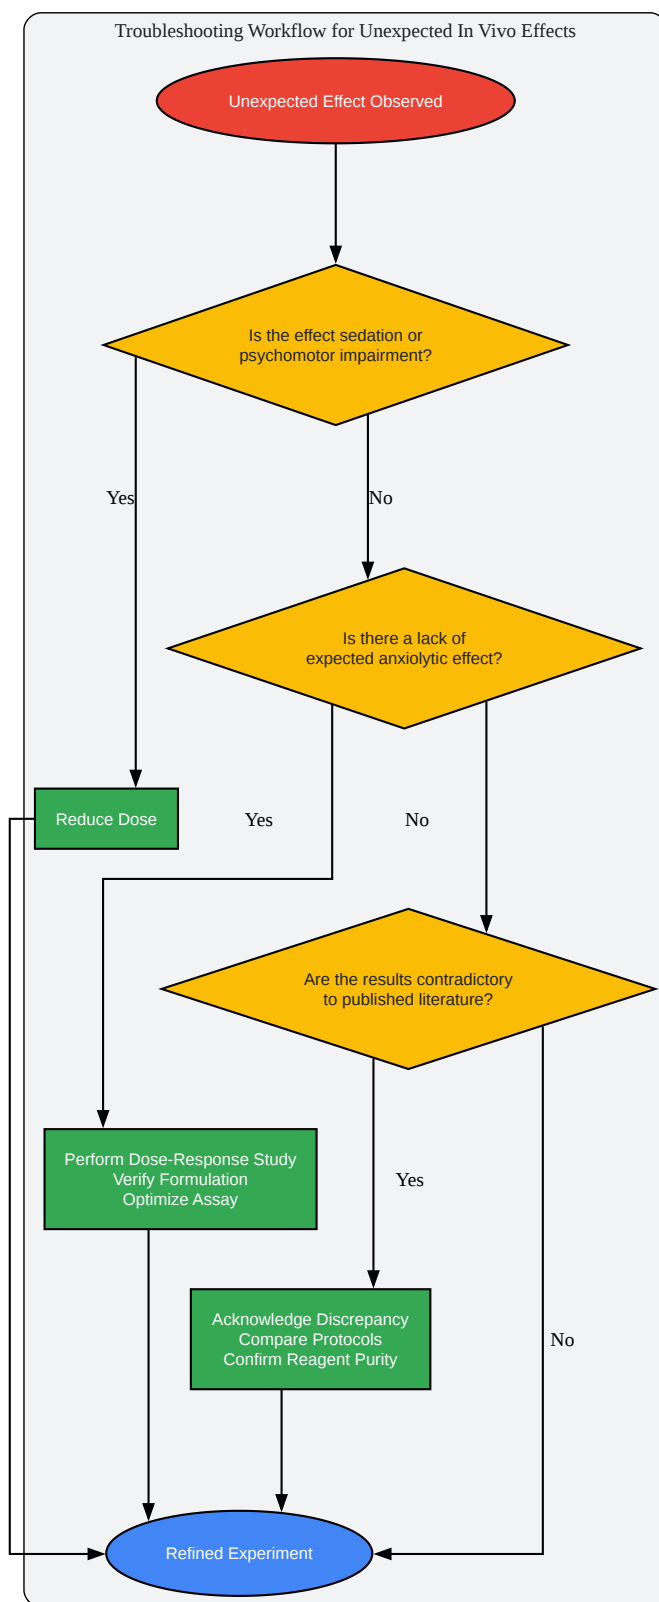 Troubleshooting Workflow for Unexpected In Vivo Effects
Unexpected Effect Observed
Is the effect sedation or
psychomotor impairment?
Yes
No
Is there a lack of
expected anxiolytic effect?
Reduce Dose
Yes
No
Are the results contradictory
to published literature?
Perform Dose-Response Study
Verify Formulation
Optimize Assay
Yes
Acknowledge Discrepancy
Compare Protocols
Confirm Reagent Purity
No
Refined Experiment